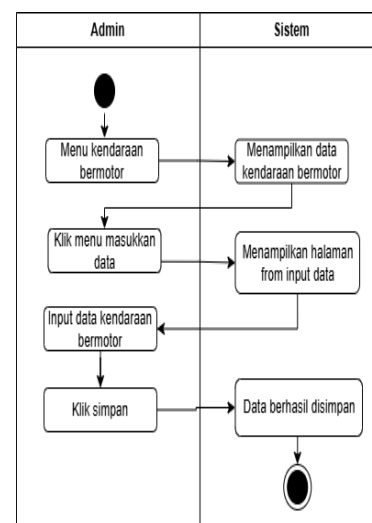 Admin
Sistem
Menu kendaraan
bermotor
Menampilkan data
kendaraan bermotor
Klik menu masukkan
data
Menampilkan halaman
from input data
Input data kendaraan
bermotor
Klik simpan
Data berhasil disimpan